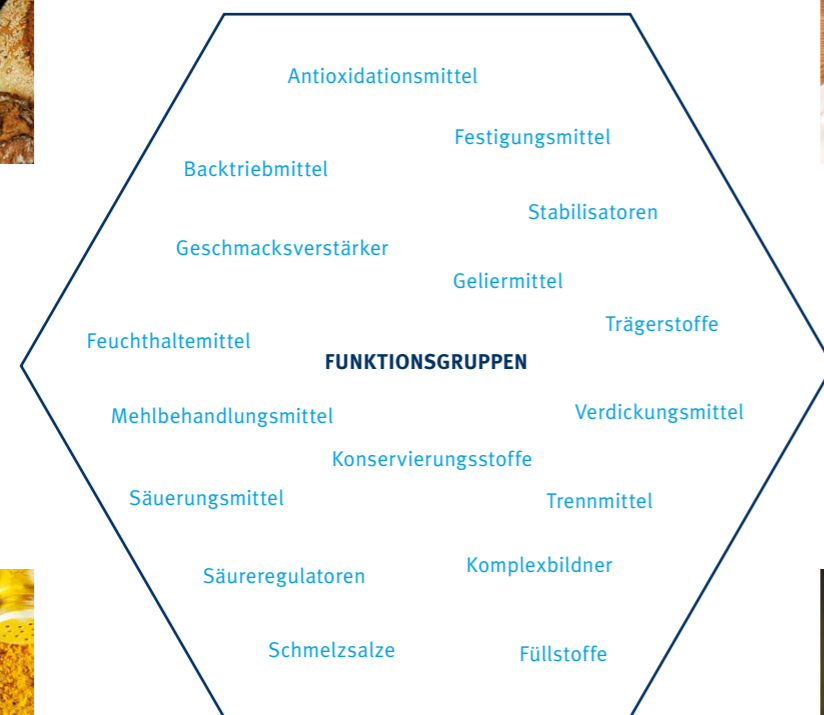 Antioxidationsmittel
Festigungsmittel
Backtriebmittel
Stabilisatoren
Geschmacksverstärker
Geliermittel
Trägerstoffe
Feuchthaltemittel
FUNKTIONSGRUPPEN
Verdickungsmittel
Mehlbehandlungsmittel
Konservierungsstoffe
Säuerungsmittel
Trennmittel
Komplexbildner
Säureregulatoren
Schmelzsalze
Füllstoffe